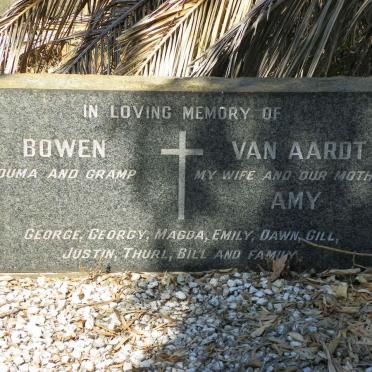 IN LOVING MEMORY OF
BOWEN VAN AARDT
OUMA AND GRAMP MY WIFE AND OUR MOTH
AMY
GEORGE, GEORGY, MAGDA, EMILY, DAWN, GILL,
JUSTIN, THURL, BILL AND FAMILY